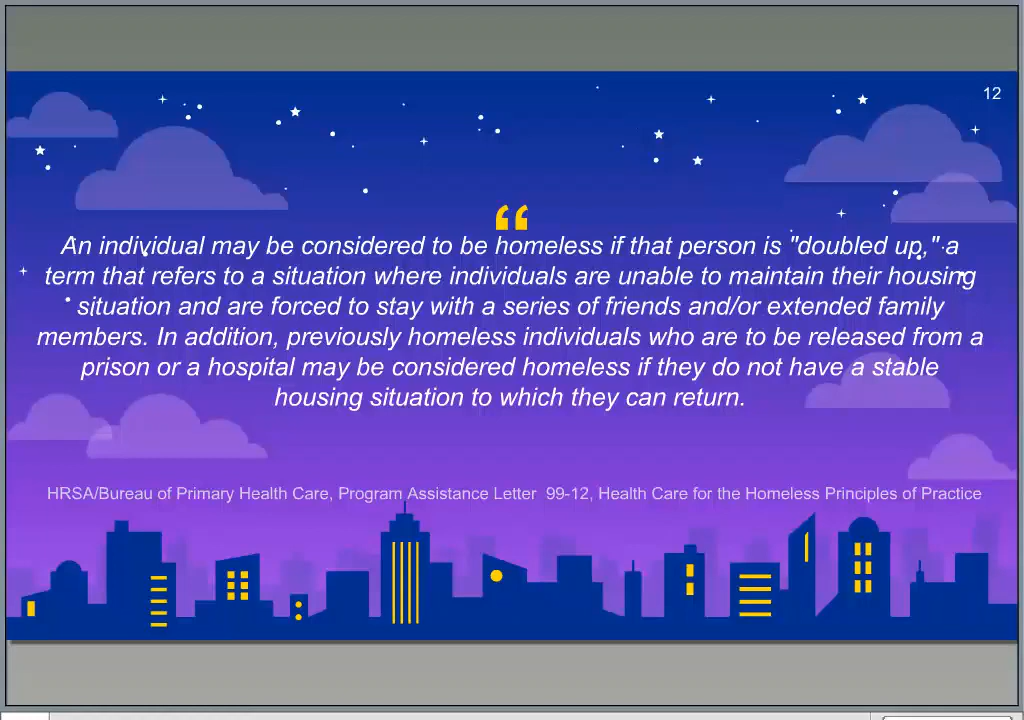 12
“
An individual may be considered to be homeless if that person is "doubled up," a
term that refers to a situation where individuals are unable to maintain their housing
situation and are forced to stay with a series of friends and/or extended family
members. In addition, previously homeless individuals who are to be released from a
prison or a hospital may be considered homeless if they do not have a stable
housing situation to which they can return.
HRSA/Bureau of Primary Health Care, Program Assistance Letter  99-12, Health Care for the Homeless Principles of Practice